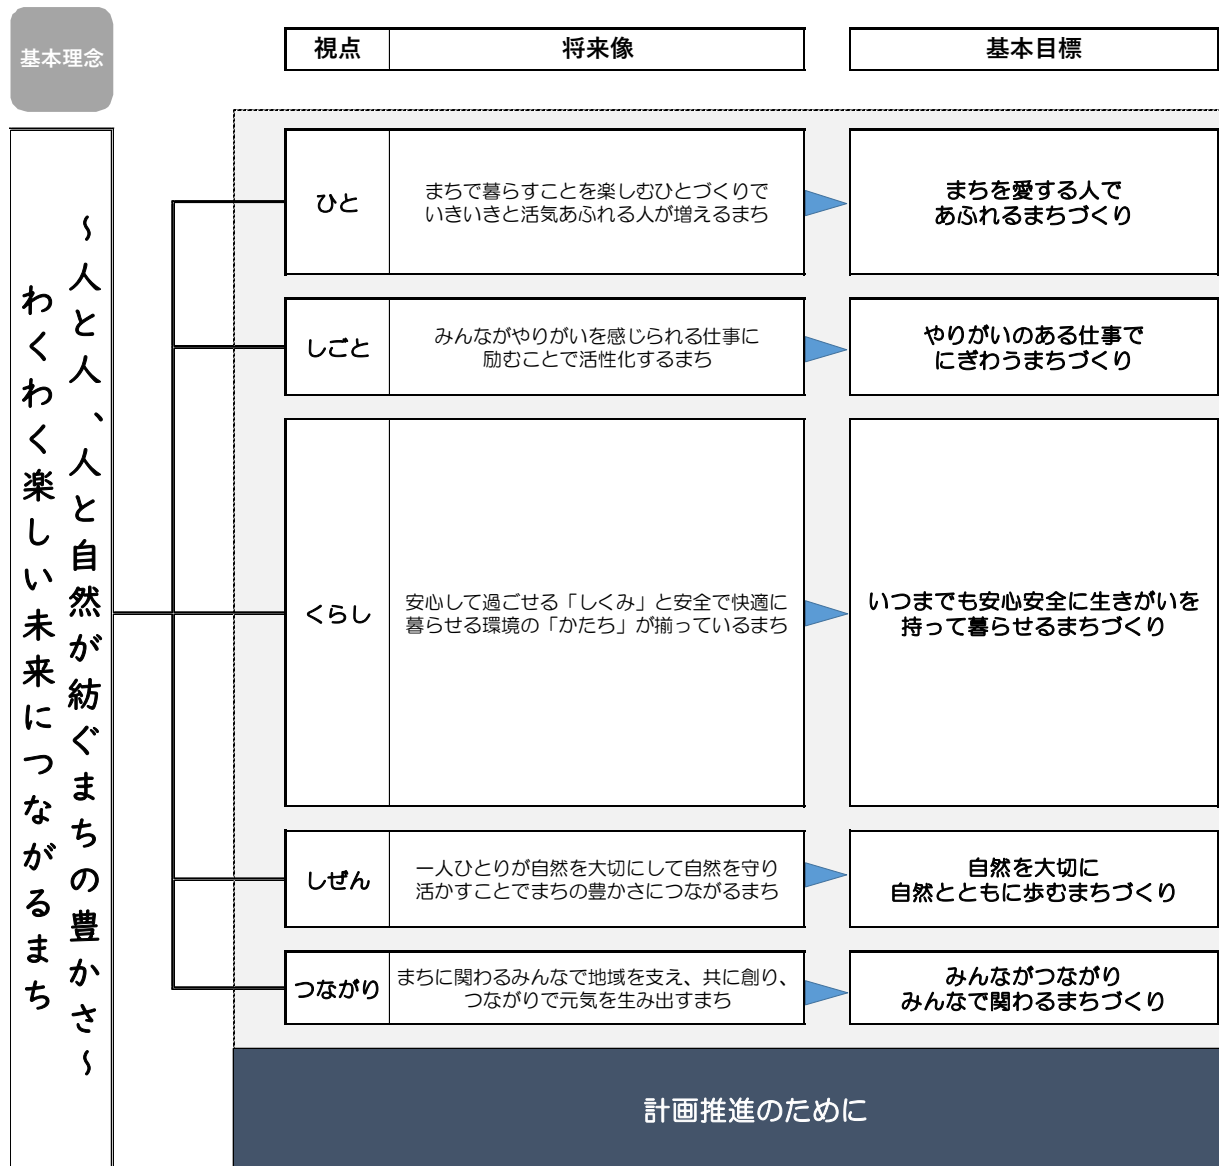 基本理念
視点
将来像
基本目標
～人と人、人と自然が紡ぐまちの豊かさ～
わくわく楽しい未来につながるまち
ひと
まちで暮らすことを楽しむひとづくりで
いきいきと活気あふれる人が増えるまち
まちを愛する人で
あふれるまちづくり
しごと
みんながやりがいを感じられる仕事に
励むことで活性化するまち
やりがいのある仕事で
にぎわうまちづくり
くらし
安心して過ごせる「しくみ」と安全で快適に
暮らせる環境の「かたち」が揃っているまち
いつまでも安心安全に生きがいを
持って暮らせるまちづくり
しぜん
一人ひとりが自然を大切にして自然を守り
活かすことでまちの豊かさにつながるまち
自然を大切に
自然とともに歩むまちづくり
つながり
まちに関わるみんなで地域を支え、共に創り、
つながりで元気を生み出すまち
みんながつながり
みんなで関わるまちづくり
計画推進のために